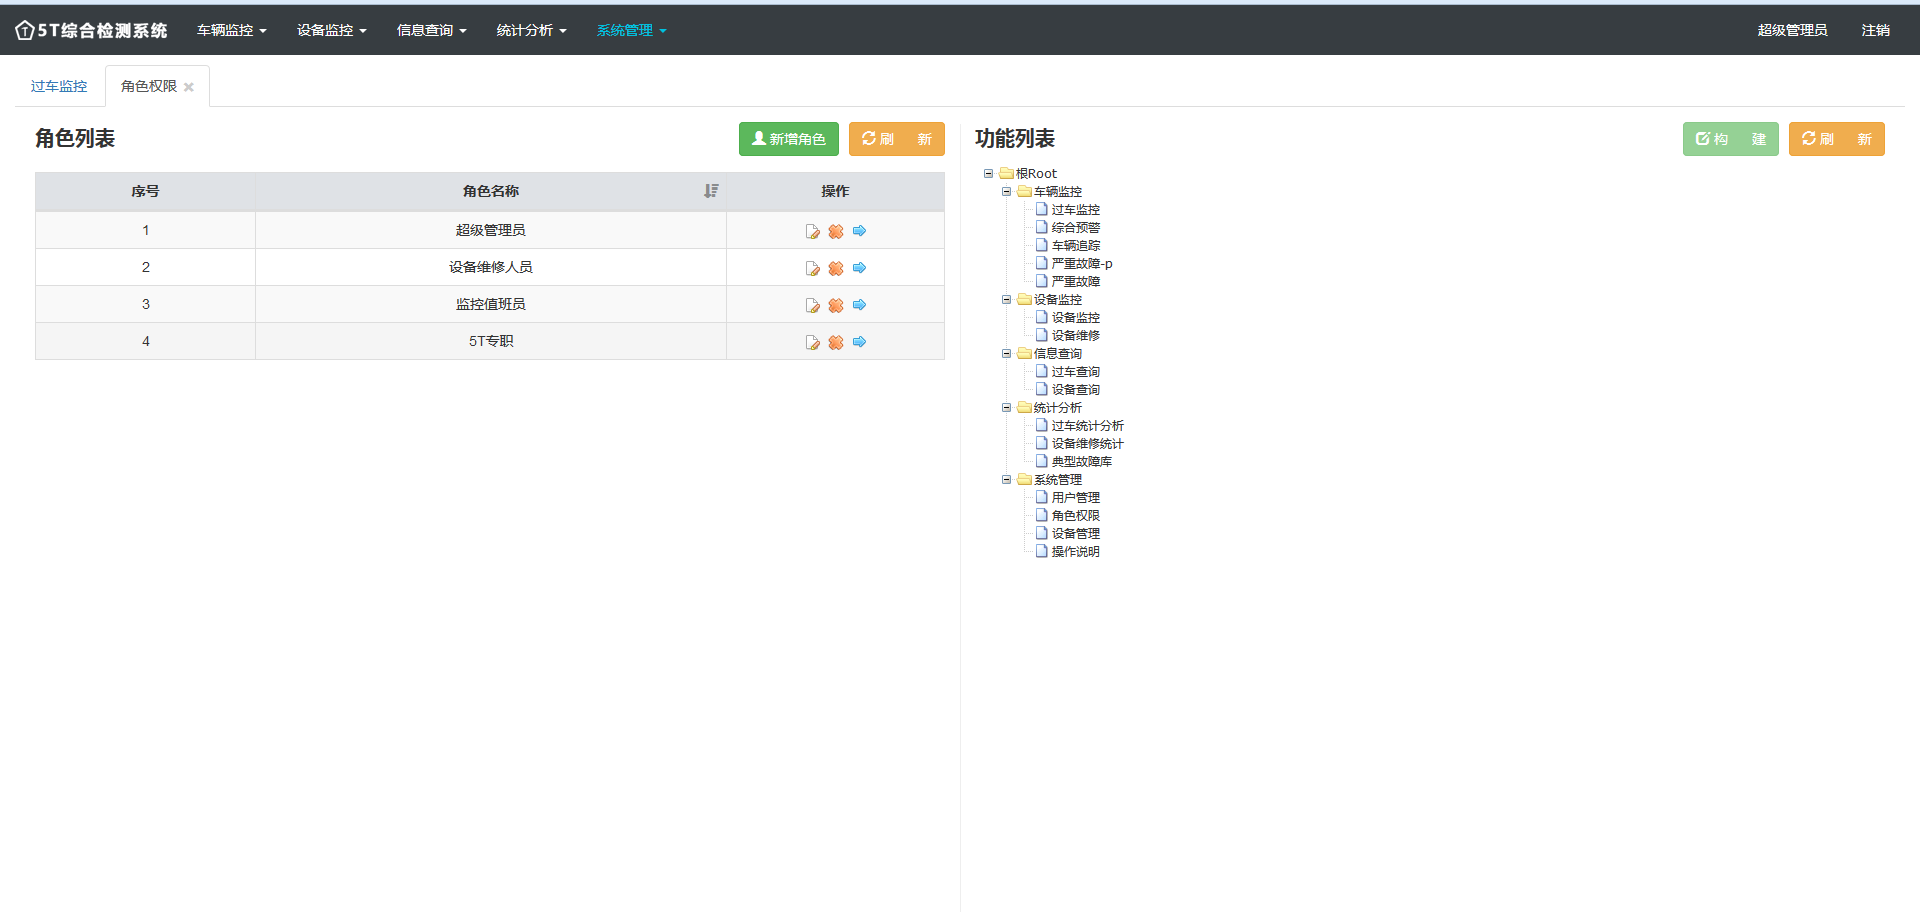 5T综合检测系统 车辆监控 设备监控 信息查询 统计分析 系统管理 超级管理员 注销
过车监控 角色权限
角色列表 新增角色 刷 新
序号 角色名称 操作
1 超级管理员
2 设备维修人员
3 监控值班员
4 5T专职
功能列表 构 建 刷 新
根Root
车辆监控
过车监控
综合预警
车辆追踪
严重故障-p
严重故障
设备监控
设备监控
设备维修
信息查询
过车查询
设备查询
统计分析
过车统计分析
设备维修统计
典型故障库
系统管理
用户管理
角色权限
设备管理
操作说明